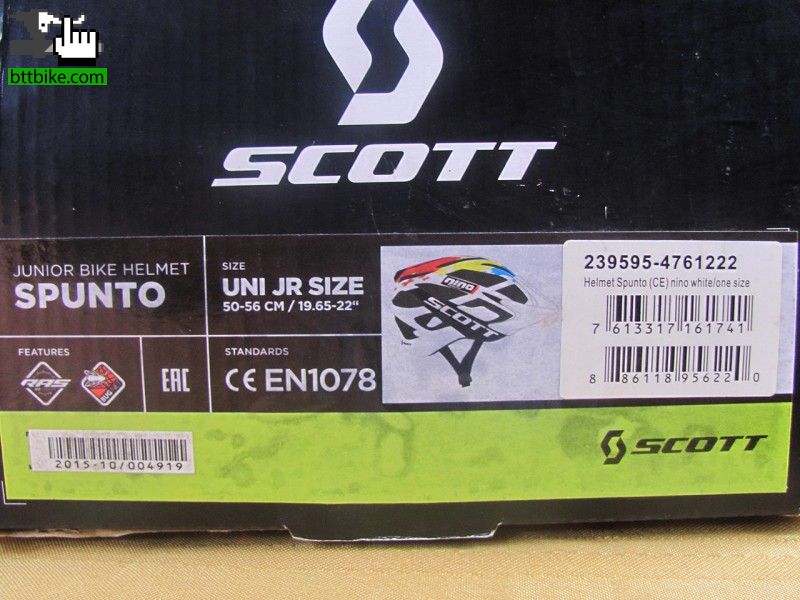 bttbike.com
SCOTT
JUNIOR BIKE HELMET
SPUNTO
SIZE
UNI JR SIZE
50-56 CM / 19.65-22“
FEATURES
RAS
BUG
EAC
STANDARDS
CE EN1078
nino
SCOTT
239595-4761222
Helmet Spunto (CE) nino white/one size
7 613317 161741
8 86118 95622 0
2015-10/004919
SCOTT